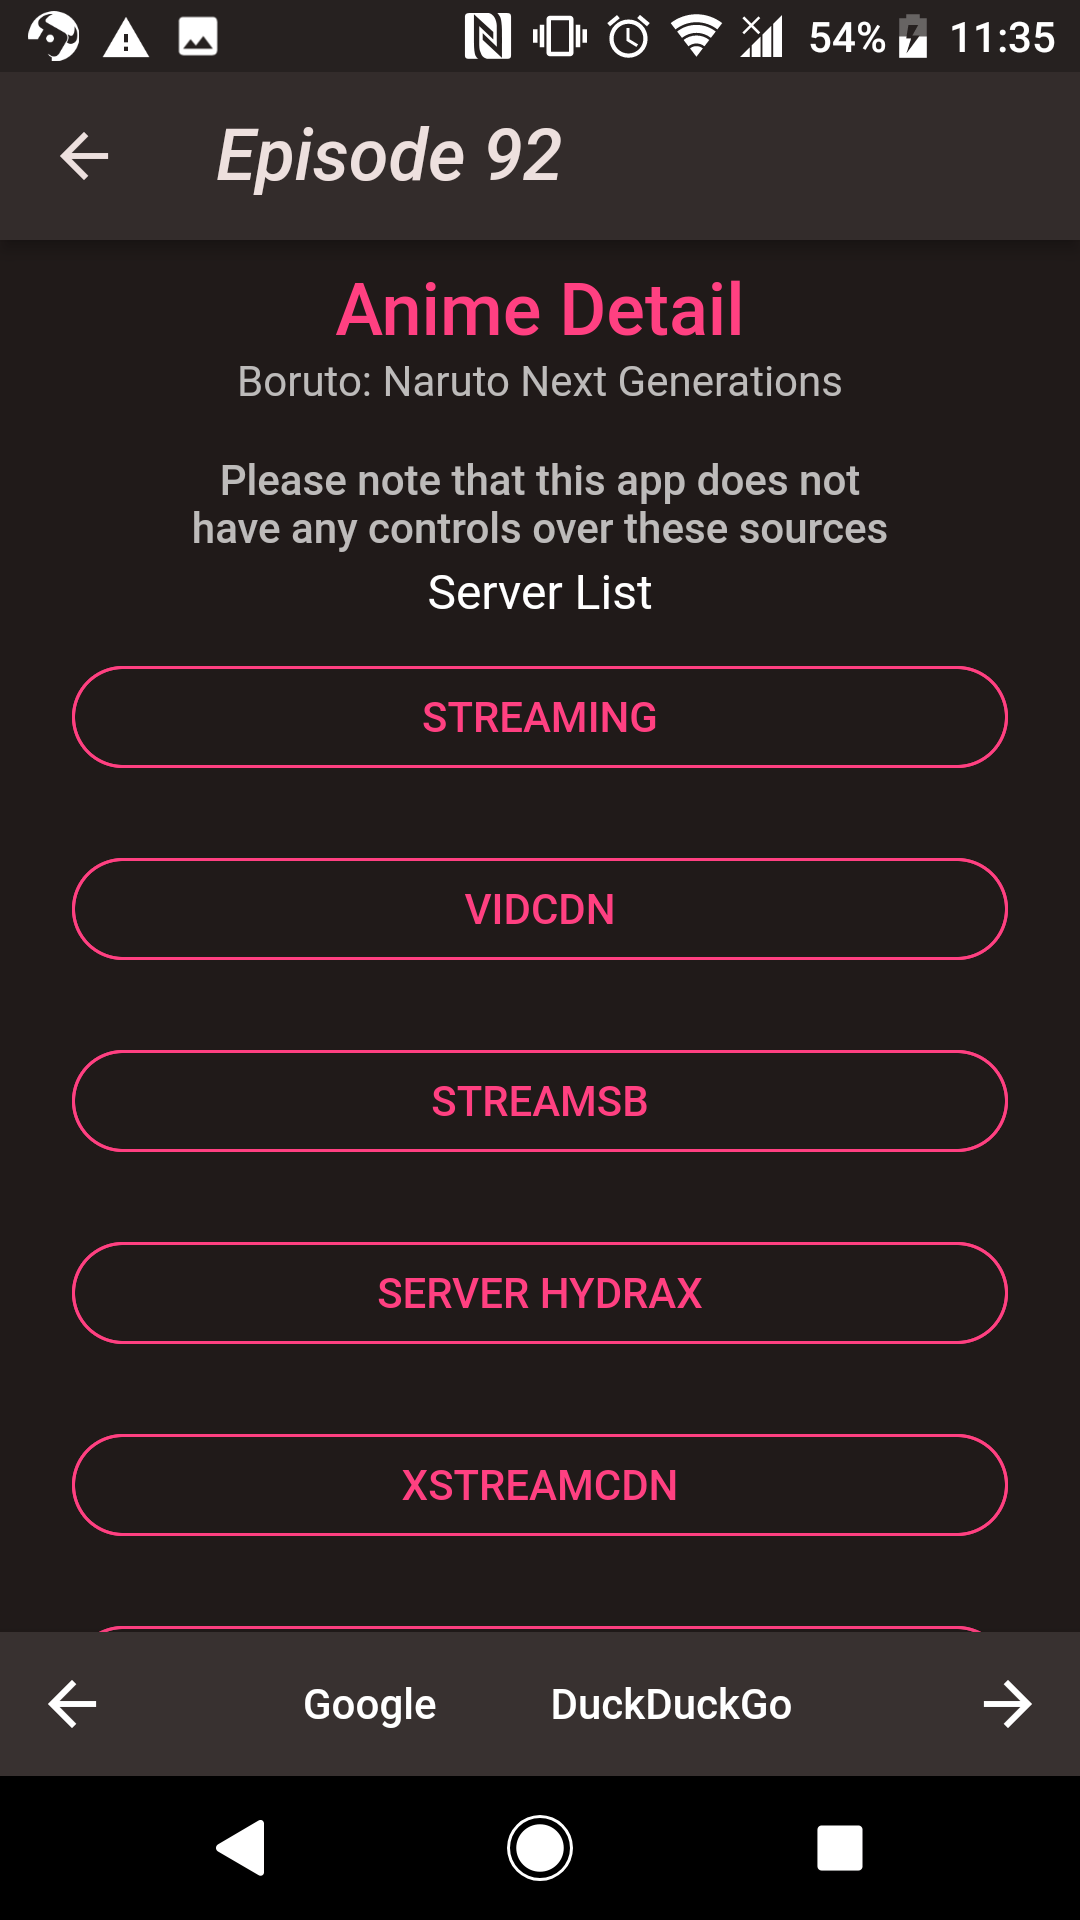 54% 11:35
Episode 92
Anime Detail
Boruto: Naruto Next Generations
Please note that this app does not
have any controls over these sources
Server List
STREAMING
VIDCDN
STREAMSB
SERVER HYDRAX
XSTREAMCDN
Google DuckDuckGo